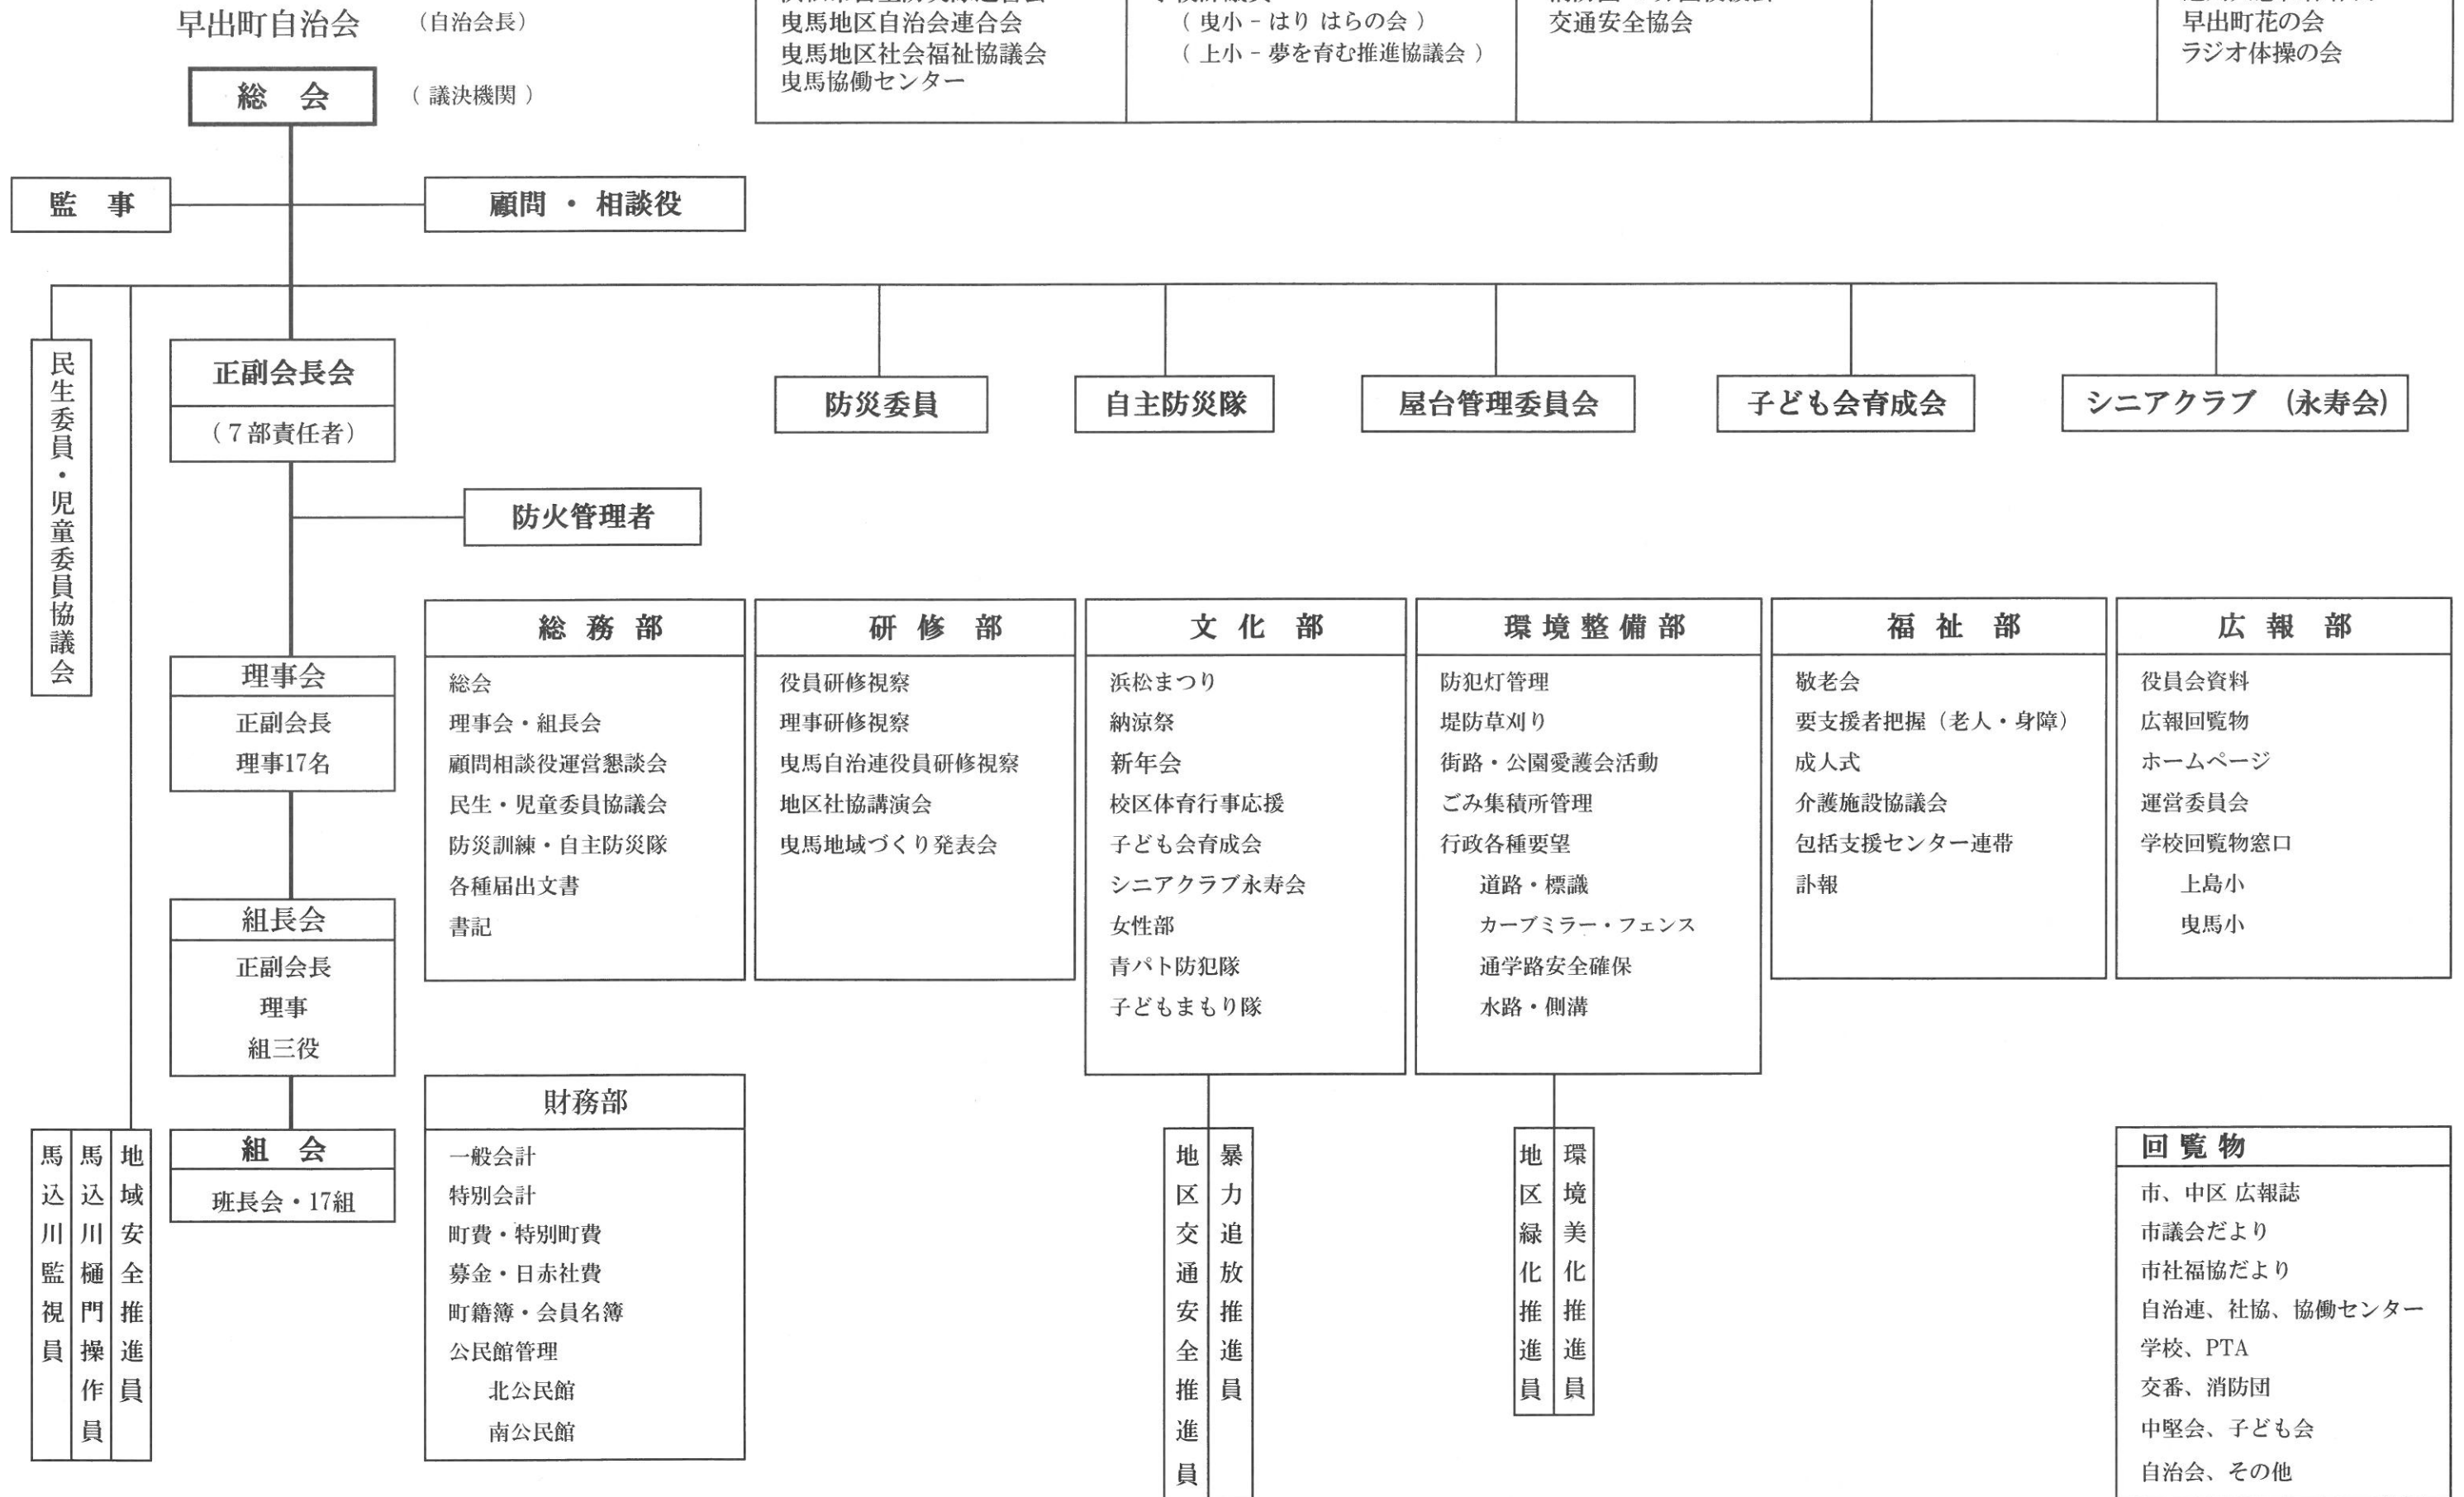 早出町自治会 （自治会長）
総　会 （ 議決機関 ）
曳馬地区自治会連合会
曳馬地区社会福祉協議会
曳馬協働センター
（ 曳小 − はり はらの会 ）
（ 上小 − 夢を育む推進協議会 ）
交通安全協会
早出町花の会
ラジオ体操の会
監　事
顧問 ・ 相談役
民生委員・児童委員協議会
正副会長会
（７部責任者）
防災委員
自主防災隊
屋台管理委員会
子ども会育成会
シニアクラブ （永寿会）
防火管理者
理事会
正副会長
理事17名
組長会
正副会長
理事
組三役
組　会
班長会・17組
総 務 部
総会
理事会・組長会
顧問相談役運営懇談会
民生・児童委員協議会
防災訓練・自主防災隊
各種届出文書
書記
研 修 部
役員研修視察
理事研修視察
曳馬自治連役員研修視察
地区社協講演会
曳馬地域づくり発表会
文 化 部
浜松まつり
納涼祭
新年会
校区体育行事応援
子ども会育成会
シニアクラブ永寿会
女性部
青パト防犯隊
子どもまもり隊
環境整備部
防犯灯管理
堤防草刈り
街路・公園愛護会活動
ごみ集積所管理
行政各種要望
道路・標識
カーブミラー・フェンス
通学路安全確保
水路・側溝
福 祉 部
敬老会
要支援者把握（老人・身障）
成人式
介護施設協議会
包括支援センター連帯
訃報
広 報 部
役員会資料
広報回覧物
ホームページ
運営委員会
学校回覧物窓口
上島小
曳馬小
財務部
一般会計
特別会計
町費・特別町費
募金・日赤社費
町籍簿・会員名簿
公民館管理
北公民館
南公民館
馬込川監視員
馬込川樋門操作員
地域安全推進員
地区交通安全推進員
暴力追放推進員
地区緑化推進員
環境美化推進員
回覧物
市、中区 広報誌
市議会だより
市社福協だより
自治連、社協、協働センター
学校、PTA
交番、消防団
中堅会、子ども会
自治会、その他